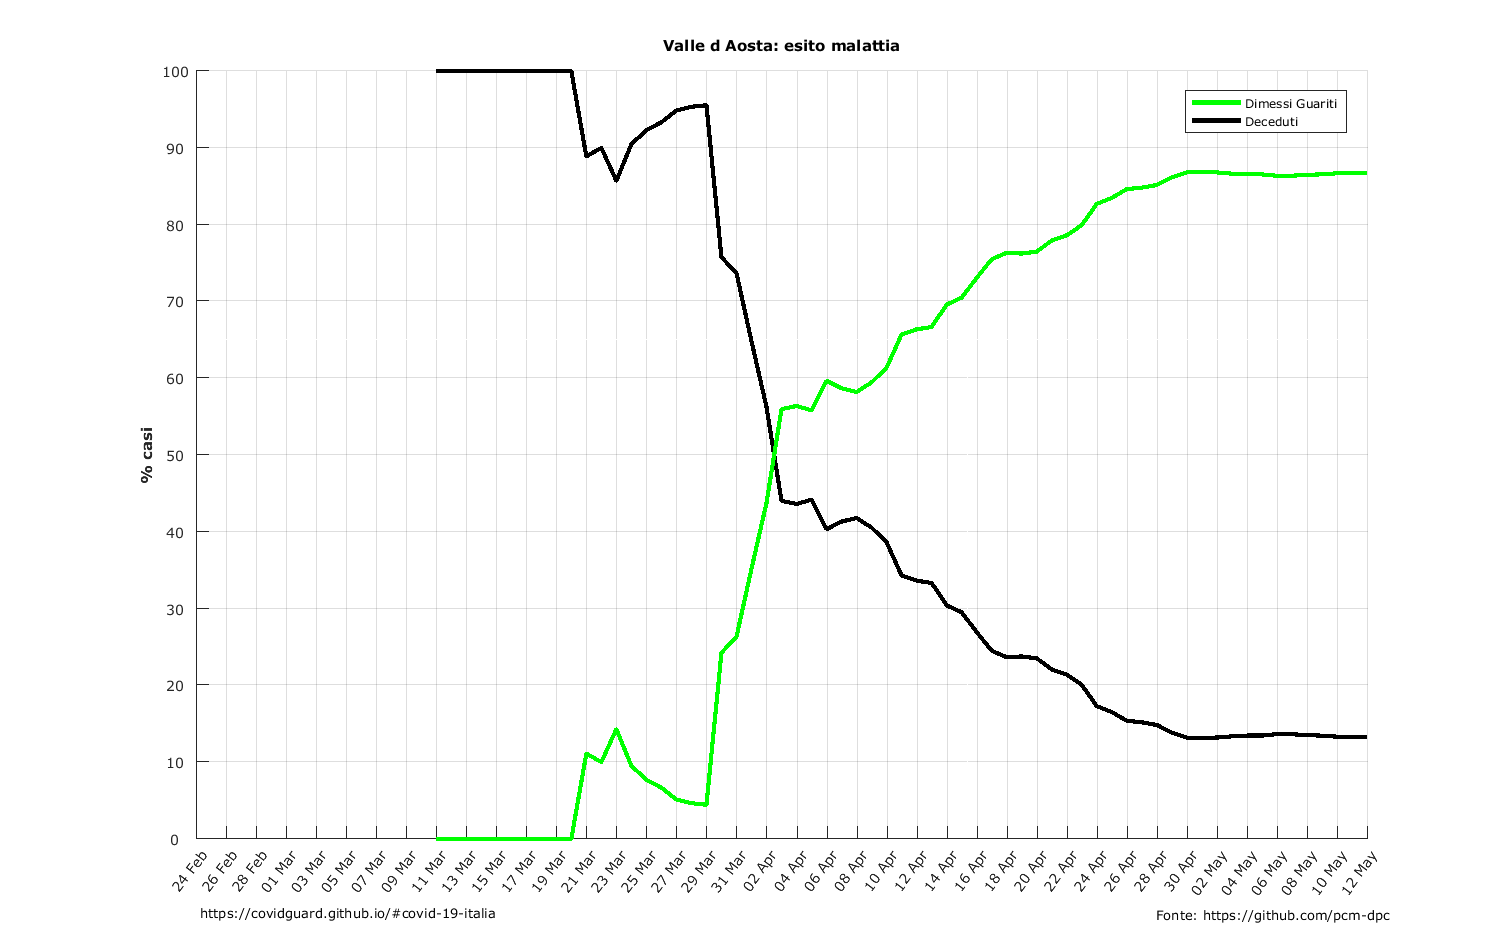 Valle d Aosta: esito malattia
Dimessi Guariti
Deceduti
% casi
100
90
80
70
60
50
40
30
20
10
0
24 Feb
26 Feb
28 Feb
01 Mar
03 Mar
05 Mar
07 Mar
09 Mar
11 Mar
13 Mar
15 Mar
17 Mar
19 Mar
21 Mar
23 Mar
25 Mar
27 Mar
29 Mar
31 Mar
02 Apr
04 Apr
06 Apr
08 Apr
10 Apr
12 Apr
14 Apr
16 Apr
18 Apr
20 Apr
22 Apr
24 Apr
26 Apr
28 Apr
30 Apr
02 May
04 May
06 May
08 May
10 May
12 May
https://covidguard.github.io/#covid-19-italia
Fonte: https://github.com/pcm-dpc